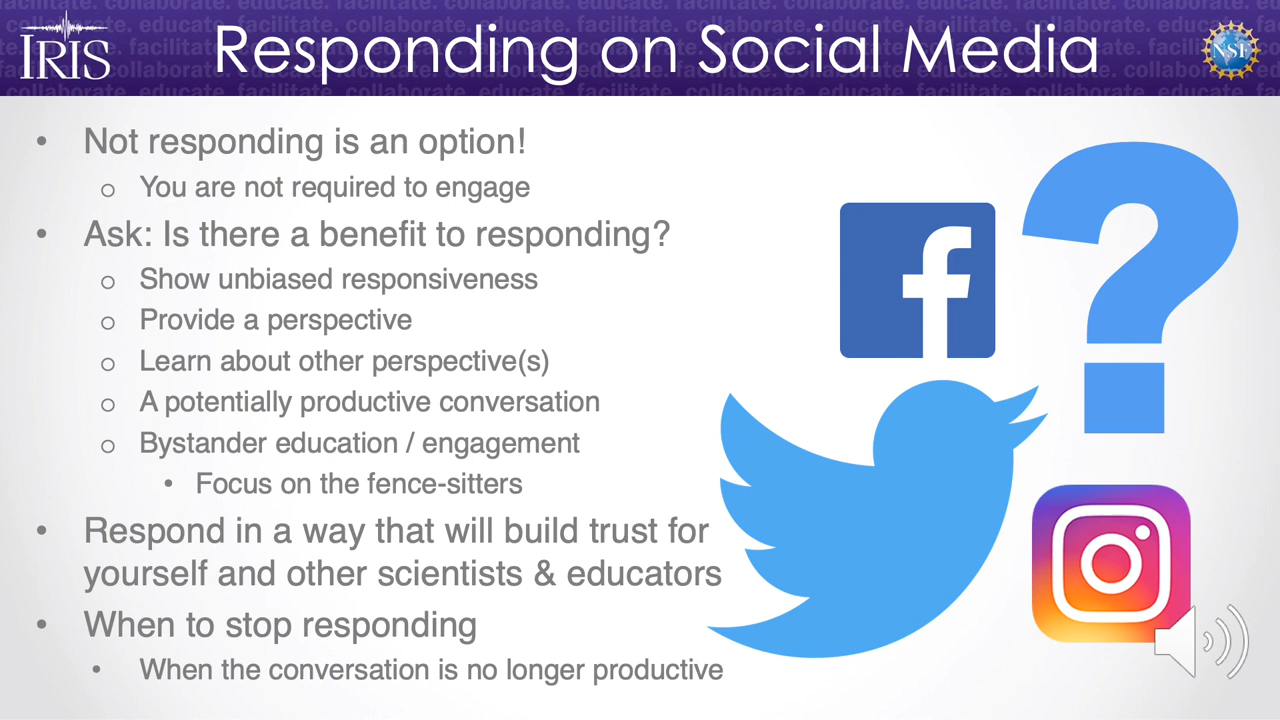 IRIS
Responding on Social Media
NSF
• Not responding is an option!
o You are not required to engage
• Ask: Is there a benefit to responding?
o Show unbiased responsiveness
o Provide a perspective
o Learn about other perspective(s)
o A potentially productive conversation
o Bystander education / engagement
• Focus on the fence-sitters
• Respond in a way that will build trust for
yourself and other scientists & educators
• When to stop responding
• When the conversation is no longer productive